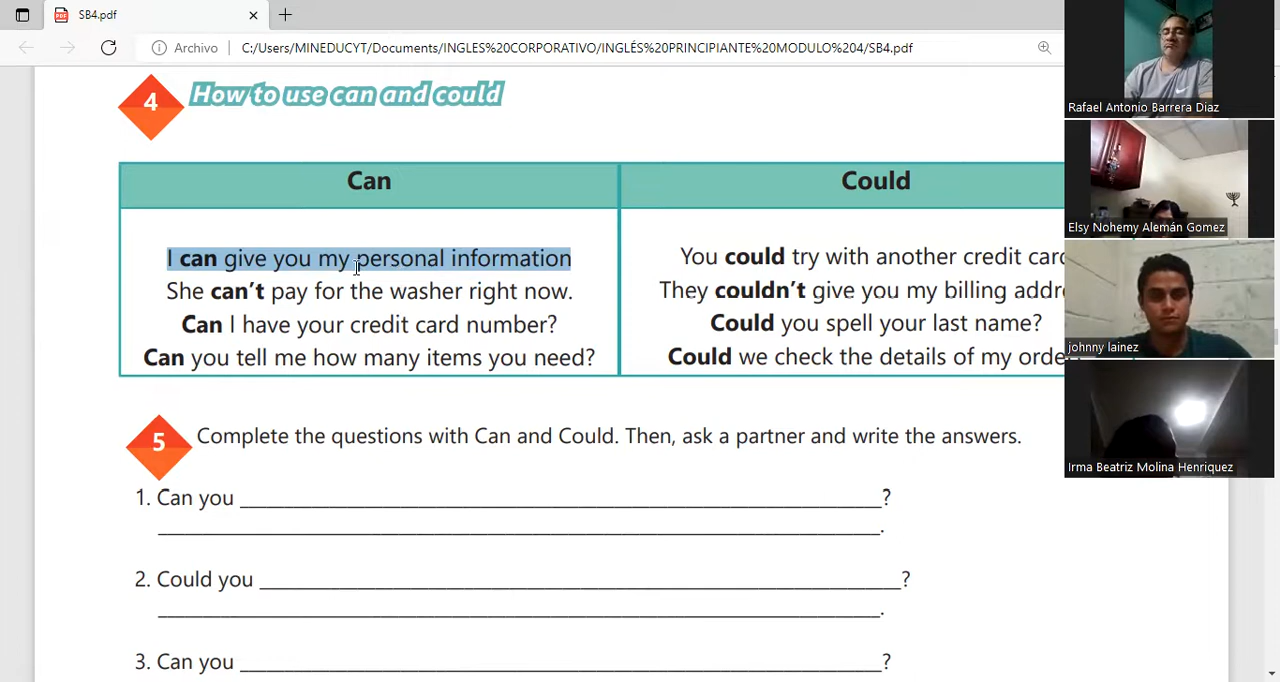 SB4.pdf
Archivo
C:/Users/MINEDUCYT/Documents/INGLES%20CORPORATIVO/INGLÉS%20PRINCIPIANTE%20MODULO%204/SB4.pdf
4
How to use can and could
Can
Could
I can give you my personal information
She can't pay for the washer right now.
Can I have your credit card number?
Can you tell me how many items you need?
You could try with another credit
They couldn't give you my billing
Could you spell your last name?
Could we check the details of my
5
Complete the questions with Can and Could. Then, ask a partner and write the answers.
1. Can you ?
.
2. Could you ?
.
3. Can you ?
Rafael Antonio Barrera Diaz
Elsy Nohemy Alemán Gomez
johnny lainez
Irma Beatriz Molina Henriquez